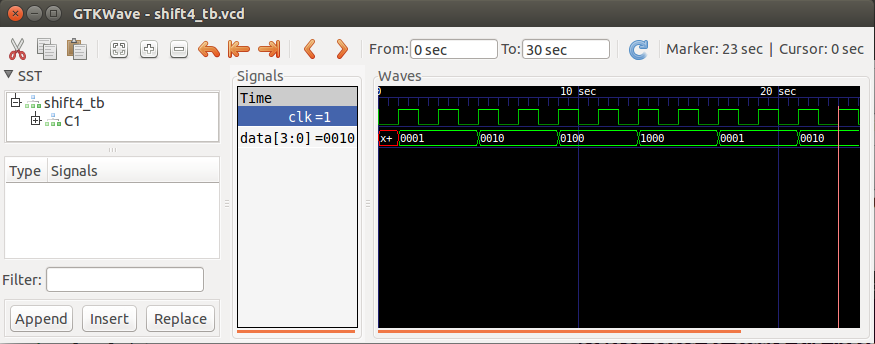 GTKWave - shift4_tb.vcd
From: 0 sec To: 30 sec Marker: 23 sec | Cursor: 0 sec
SST
shift4_tb
C1
Type Signals
Filter:
Append Insert Replace
Signals
Time
clk=1
data[3:0]=0010
Waves
0 10 sec 20 sec
x+ 0001 0010 0100 1000 0001 0010